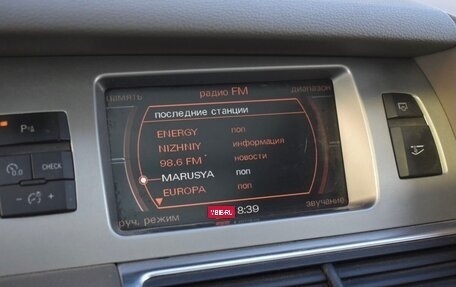 память радио FM диапазон
последние станции
ENERGY поп
NIZHNIY информация
98.6 FM новости
MARUSYA поп
EUROPA поп
руч. режим 8:39 звучание
CHECK